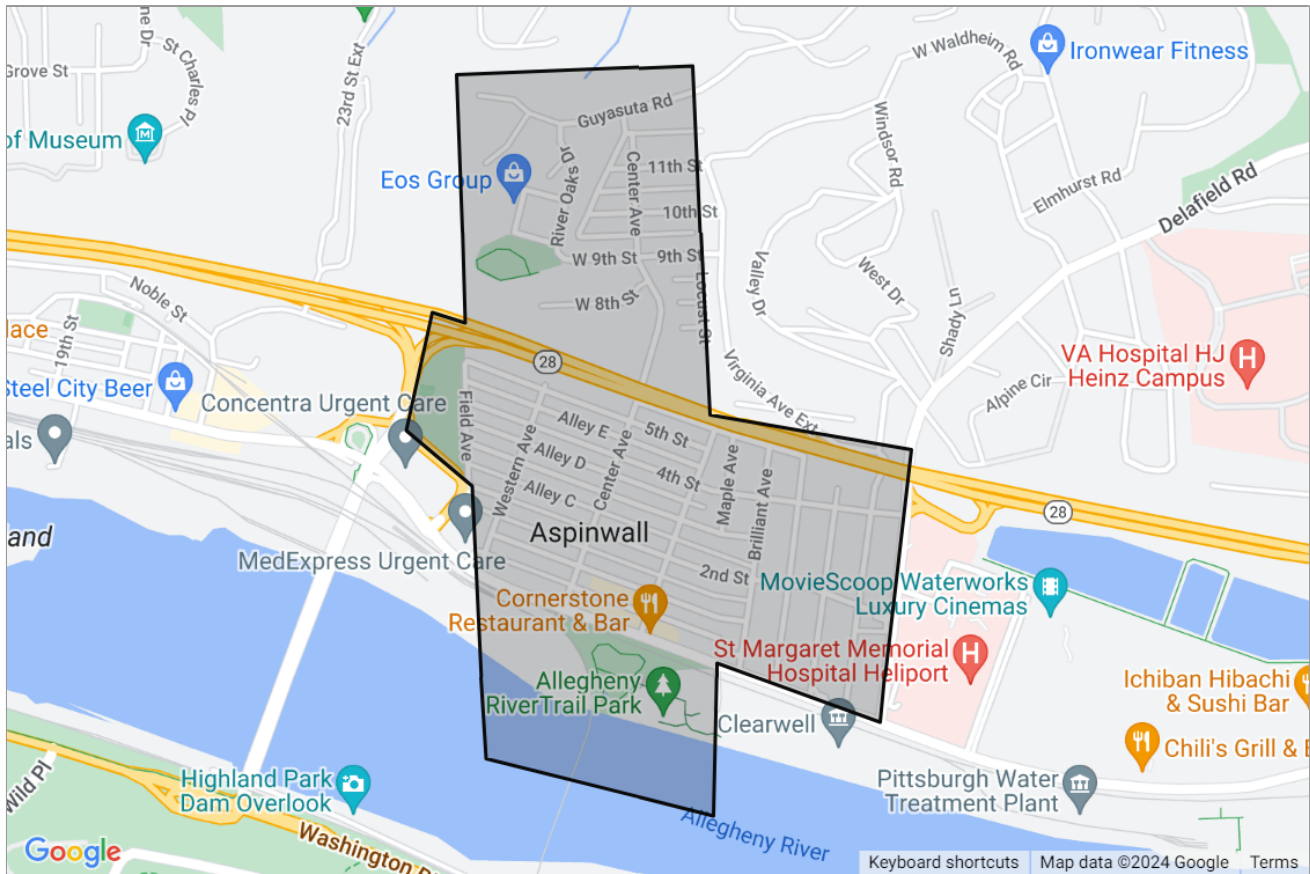 ne Dr
St Charles Pl
Grove St
23rd St Ext
W Waldheim Rd
Ironwear Fitness
of Museum
M
Guyasuta Rd
Windsor Rd
Center Ave
11th St
River Oaks Dr
Eos Group
Elmhurst Rd
Delafield Rd
10th St
W 9th St
9th St
Valley Dr
West Dr
Locust St
Noble St
W 8th St
Shady Ln
lace
19th St
28
Virginia Ave Ext
VA Hospital HJ
Heinz Campus
H
Steel City Beer
Concentra Urgent Care
Field Ave
Alpine Cir
Alley E
5th St
als
Western Ave
Alley D
Center Ave
4th St
Maple Ave
Brilliant Ave
Alley C
28
and
Aspinwall
MedExpress Urgent Care
2nd St
MovieScoop Waterworks
Luxury Cinemas
Cornerstone
Restaurant & Bar
St Margaret Memorial
Hospital Heliport
H
Allegheny
RiverTrail Park
Ichiban Hibachi
& Sushi Bar
Clearwell
Chili's Grill & B
Wild Pl
Highland Park
Dam Overlook
Pittsburgh Water
Treatment Plant
Allegheny River
Washington B
Google
Keyboard shortcuts
Map data ©2024 Google
Terms